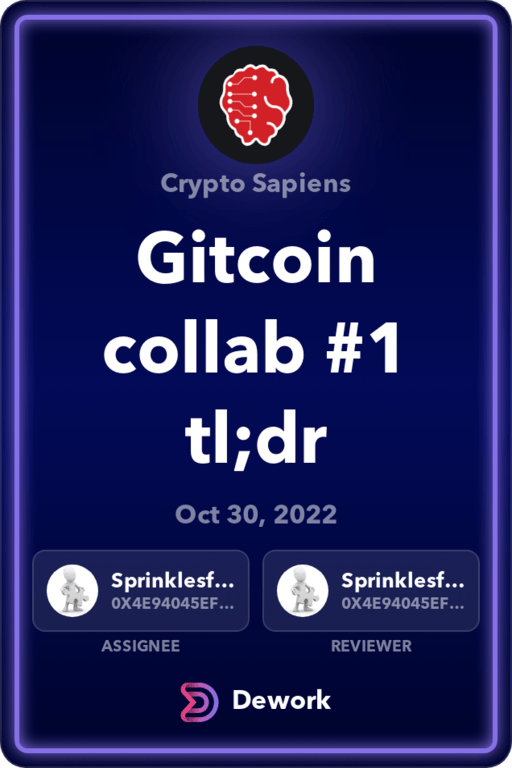 Crypto Sapiens
Gitcoin
collab #1
tl;dr
Oct 30, 2022
Sprinklesf...
0X4E94045EF...
ASSIGNEE
Sprinklesf...
0X4E94045EF...
REVIEWER
Dework